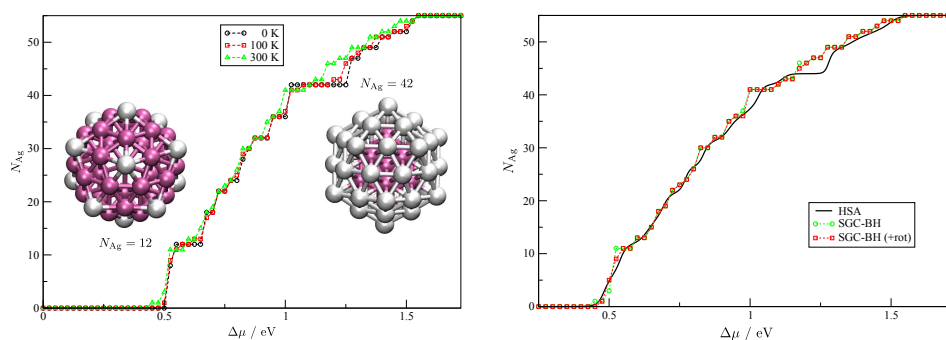 50
40
30
20
10
0
N_Ag
0 K
100 K
300 K
N_Ag = 42
N_Ag = 12
0
0.5
1
1.5
Δμ / eV
50
40
30
20
10
0
N_Ag
HSA
SGC-BH
SGC-BH (+rot)
0.5
1
1.5
Δμ / eV